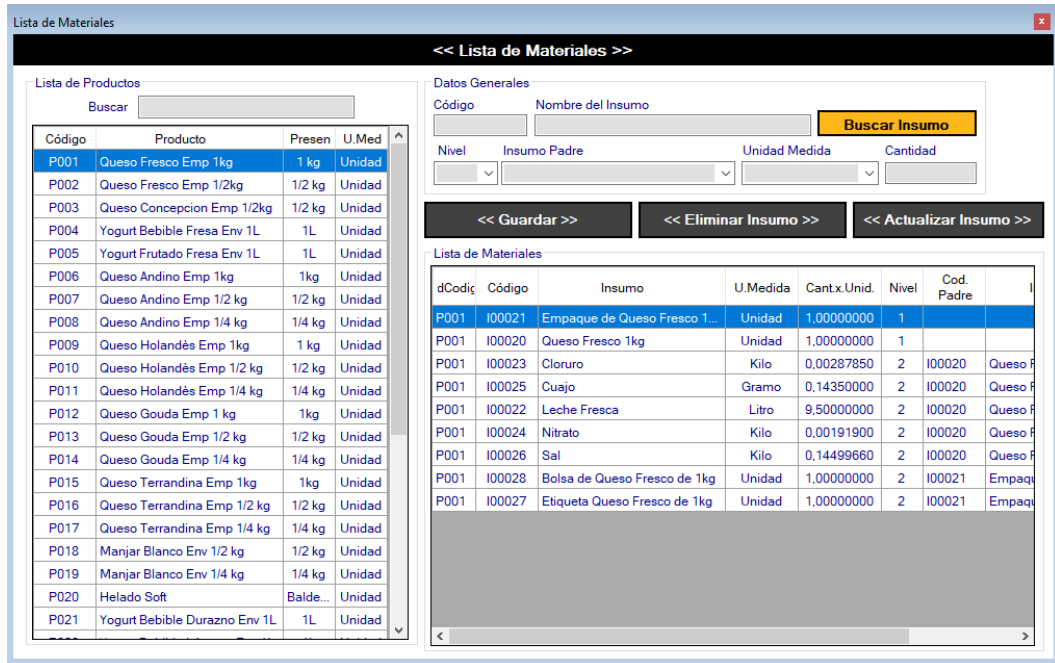 Lista de Materiales
x
<< Lista de Materiales >>
Lista de Productos
Buscar
Código Producto Presen U.Med
P001 Queso Fresco Emp 1kg 1 kg Unidad
P002 Queso Fresco Emp 1/2kg 1/2 kg Unidad
P003 Queso Concepcion Emp 1/2kg 1/2 kg Unidad
P004 Yogurt Bebible Fresa Env 1L 1L Unidad
P005 Yogurt Frutado Fresa Env 1L 1L Unidad
P006 Queso Andino Emp 1kg 1kg Unidad
P007 Queso Andino Emp 1/2 kg 1/2 kg Unidad
P008 Queso Andino Emp 1/4 kg 1/4 kg Unidad
P009 Queso Holandès Emp 1kg 1 kg Unidad
P010 Queso Holandès Emp 1/2 kg 1/2 kg Unidad
P011 Queso Holandès Emp 1/4 kg 1/4 kg Unidad
P012 Queso Gouda Emp 1 kg 1kg Unidad
P013 Queso Gouda Emp 1/2 kg 1/2 kg Unidad
P014 Queso Gouda Emp 1/4 kg 1/4 kg Unidad
P015 Queso Terrandina Emp 1kg 1kg Unidad
P016 Queso Terrandina Emp 1/2 kg 1/2 kg Unidad
P017 Queso Terrandina Emp 1/4 kg 1/4 kg Unidad
P018 Manjar Blanco Env 1/2 kg 1/2 kg Unidad
P019 Manjar Blanco Env 1/4 kg 1/4 kg Unidad
P020 Helado Soft Balde... Unidad
P021 Yogurt Bebible Durazno Env 1L 1L Unidad
Datos Generales
Código Nombre del Insumo
Buscar Insumo
Nivel Insumo Padre Unidad Medida Cantidad
<< Guardar >> << Eliminar Insumo >> << Actualizar Insumo >>
Lista de Materiales
dCodig Código Insumo U.Medida Cant.x.Unid. Nivel Cod. Padre I
P001 I00021 Empaque de Queso Fresco 1... Unidad 1,00000000 1
P001 I00020 Queso Fresco 1kg Unidad 1,00000000 1
P001 I00023 Cloruro Kilo 0,00287850 2 I00020 Queso F
P001 I00025 Cuajo Gramo 0,14350000 2 I00020 Queso F
P001 I00022 Leche Fresca Litro 9,50000000 2 I00020 Queso F
P001 I00024 Nitrato Kilo 0,00191900 2 I00020 Queso F
P001 I00026 Sal Kilo 0,14499660 2 I00020 Queso F
P001 I00028 Bolsa de Queso Fresco de 1kg Unidad 1,00000000 2 I00021 Empaqu
P001 I00027 Etiqueta Queso Fresco de 1kg Unidad 1,00000000 2 I00021 Empaqu